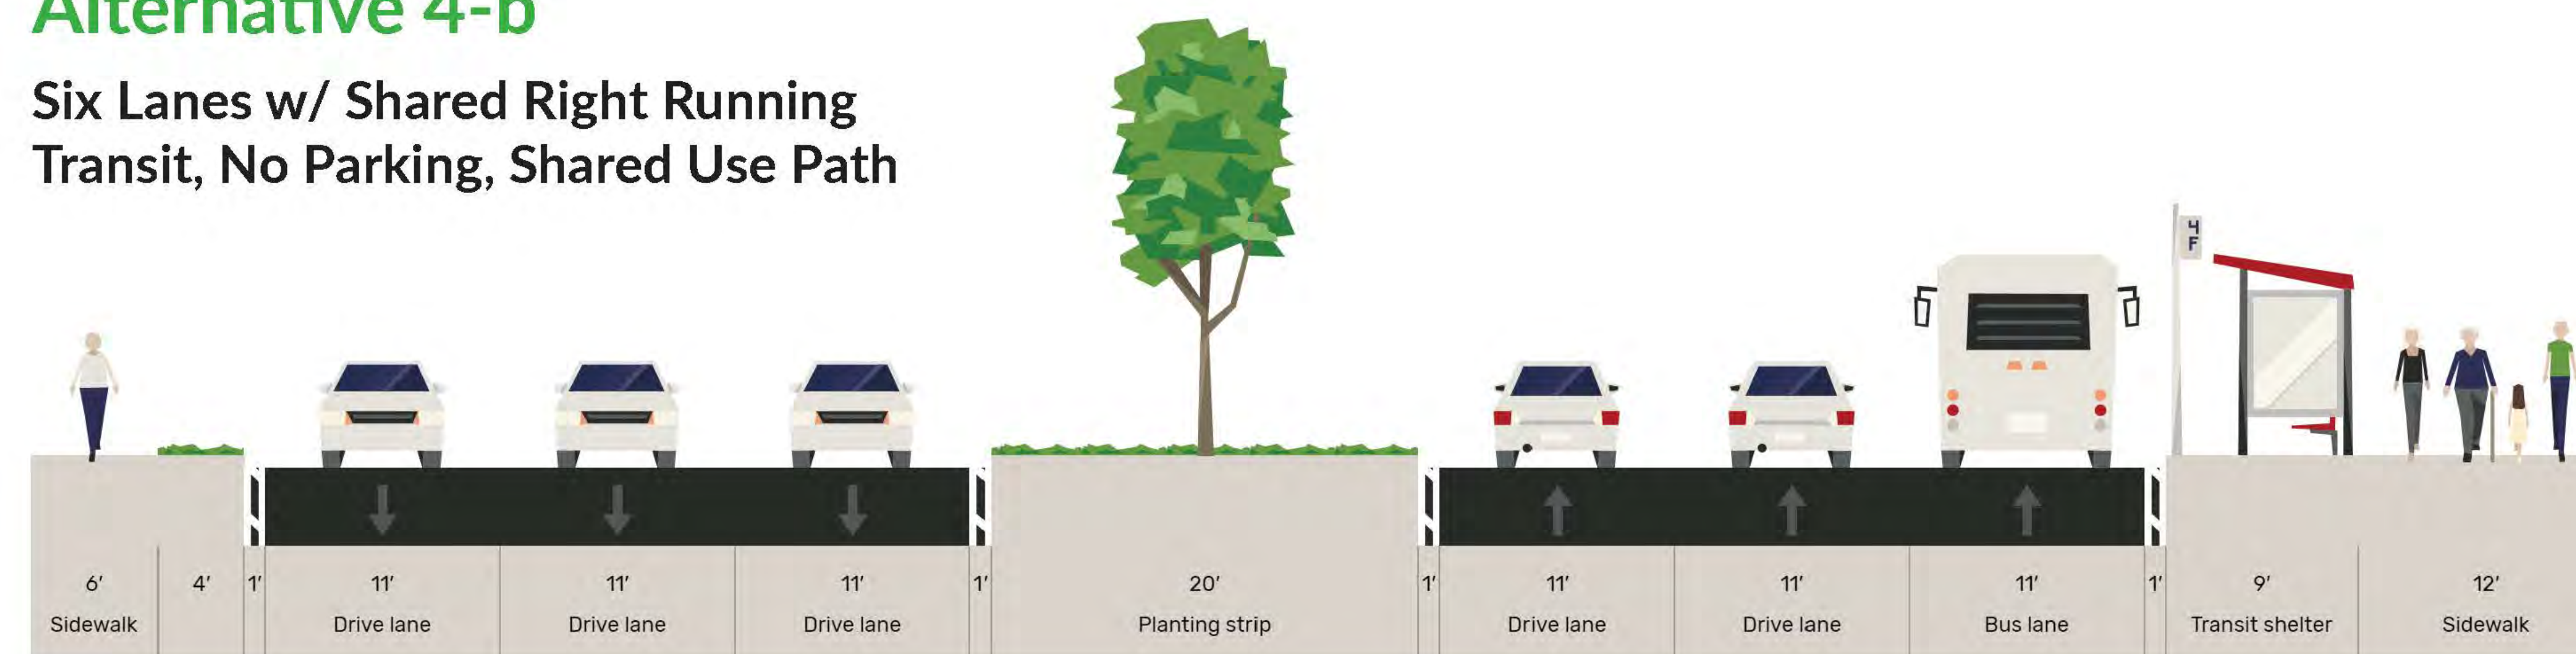 Alternative 4-b
Six Lanes w/ Shared Right Running
Transit, No Parking, Shared Use Path
4
F
6' 4' 1' 11' 11' 11' 1' 20' 1' 11' 11' 11' 1' 9' 12'
Sidewalk Drive lane Drive lane Drive lane Planting strip Drive lane Drive lane Bus lane Transit shelter Sidewalk